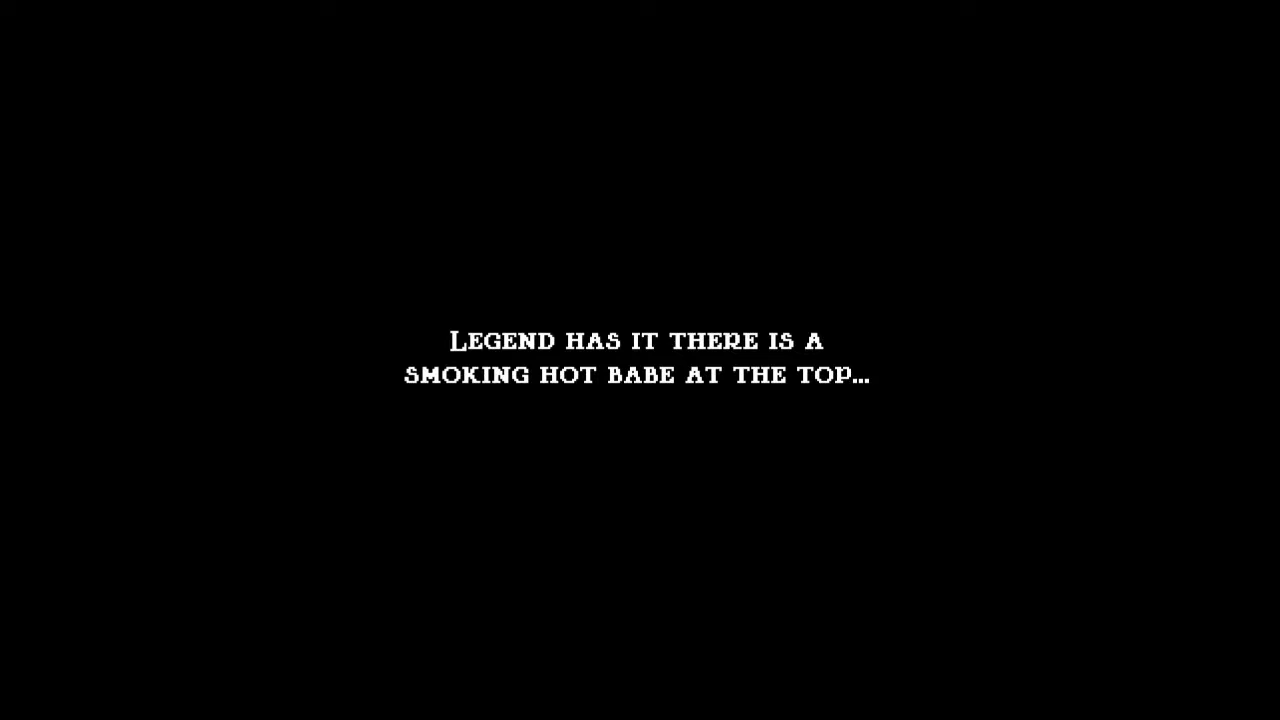 Legend has it there is a
smoking hot babe at the top...